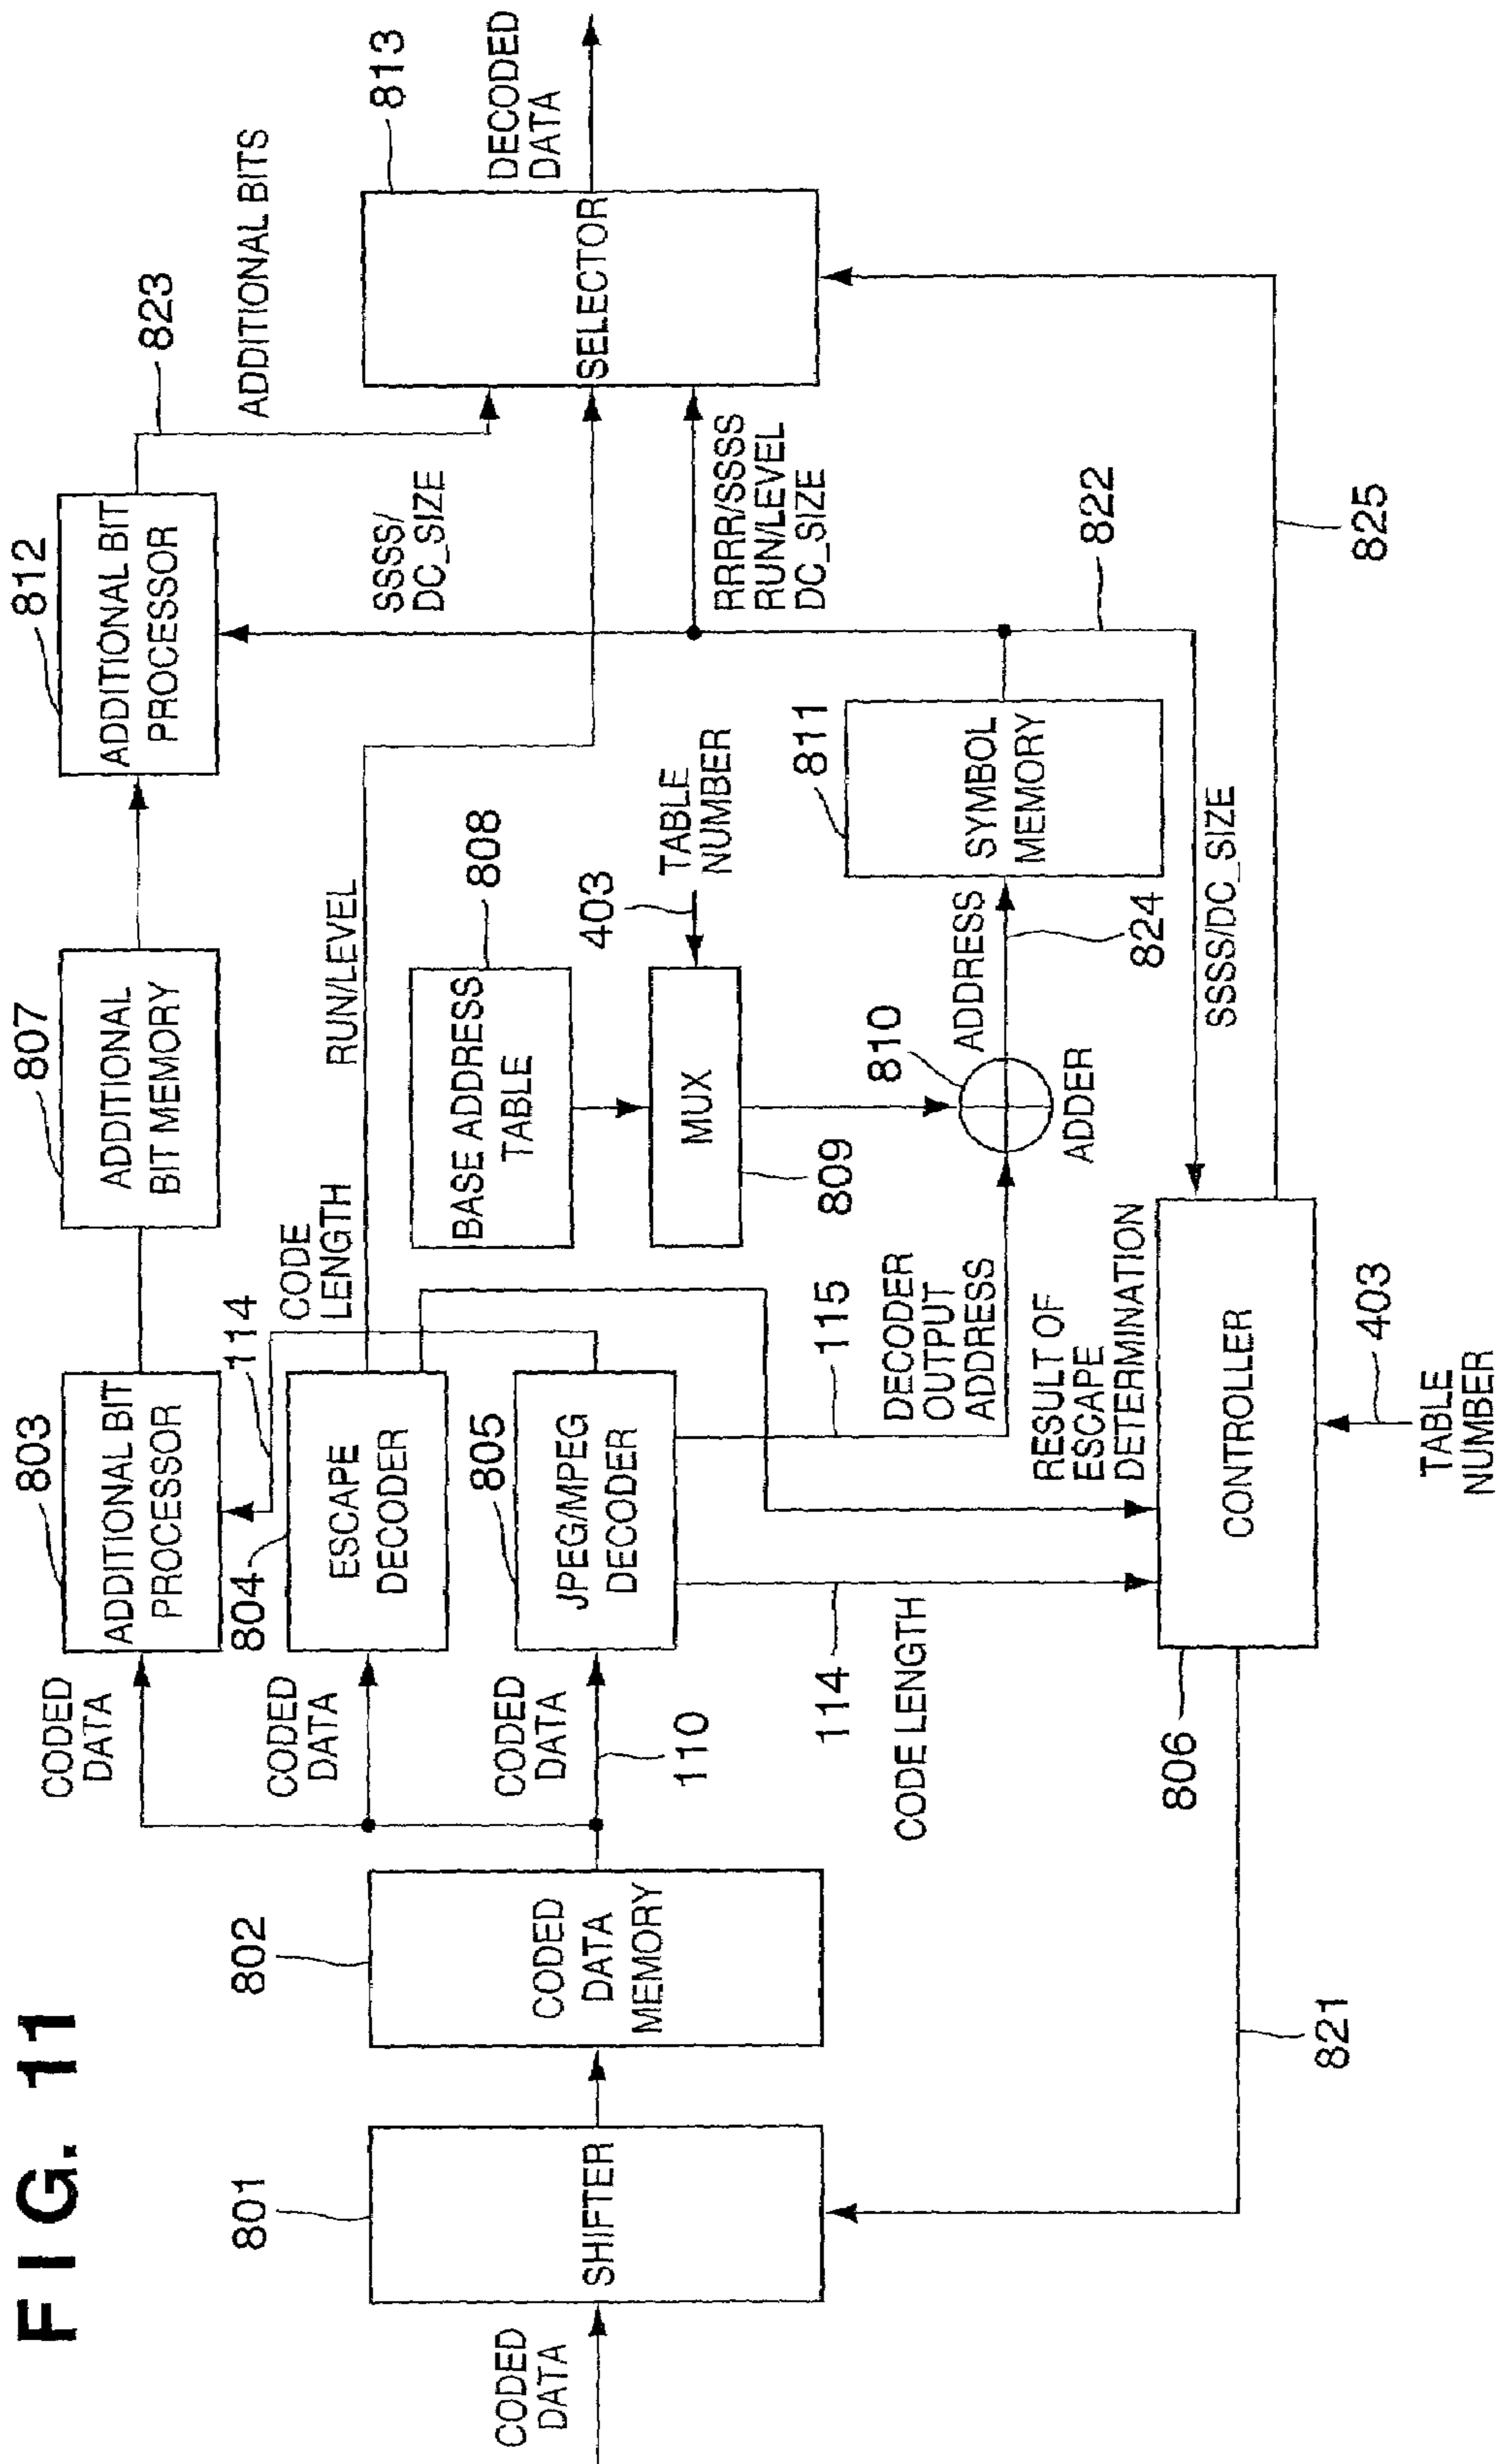 FIG. 11
CODED
DATA
801
SHIFTER
802
CODED
DATA
MEMORY
CODED
DATA
803
ADDITIONAL BIT
PROCESSOR
114
CODE
LENGTH
CODED
DATA
804
ESCAPE
DECODER
CODED
DATA
110
805
JPEG/MPEG
DECODER
807
ADDITIONAL
BIT MEMORY
RUN/LEVEL
BASE ADDRESS
TABLE
808
403
TABLE
NUMBER
MUX
809
812
ADDITIONAL BIT
PROCESSOR
823
ADDITIONAL BITS
SSSS/
DC_SIZE
813
SELECTOR
DECODED
DATA
RRRR/SSSS
RUN/LEVEL
DC_SIZE
822
810
ADDER
ADDRESS
824
811
SYMBOL
MEMORY
115
DECODER
OUTPUT
ADDRESS
RESULT OF
ESCAPE
DETERMINATION
114
CODE LENGTH
806
CONTROLLER
403
TABLE
NUMBER
SSSS/DC_SIZE
821
825